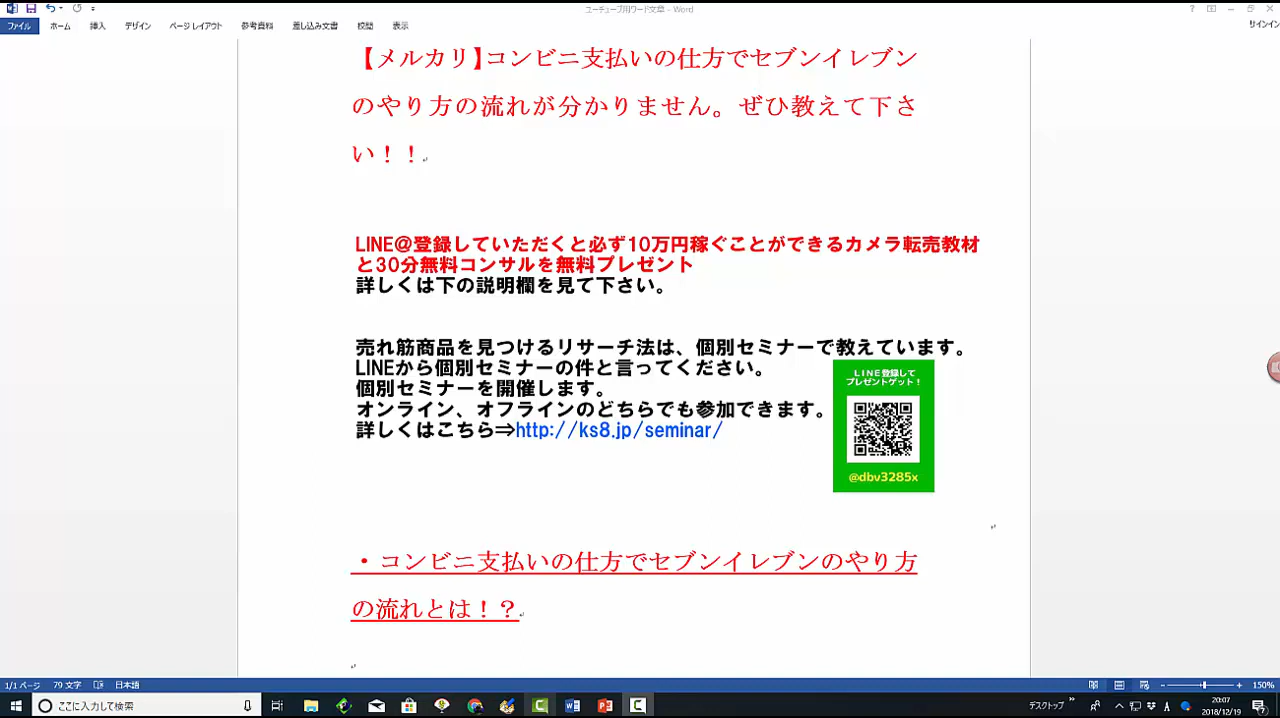 ユーチューブ用ワード文章 - Word
ファイル ホーム 挿入 デザイン ページ レイアウト 参考資料 差し込み文書 校閲 表示 サインイン
【メルカリ】コンビニ支払いの仕方でセブンイレブン
のやり方の流れが分かりません。ぜひ教えて下さ
い！！
LINE@登録していただくと必ず10万円稼ぐことができるカメラ転売教材
と30分無料コンサルを無料プレゼント
詳しくは下の説明欄を見て下さい。
売れ筋商品を見つけるリサーチ法は、個別セミナーで教えています。
LINEから個別セミナーの件と言ってください。
個別セミナーを開催します。
オンライン、オフラインのどちらでも参加できます。
詳しくはこちら⇒http://ks8.jp/seminar/
LINE登録して
プレゼントゲット！
@dbv3285x
・コンビニ支払いの仕方でセブンイレブンのやり方
の流れとは！？
1/1 ページ 79 文字 日本語 150%
ここに入力して検索 デスクトップ 20:07
2018/12/19